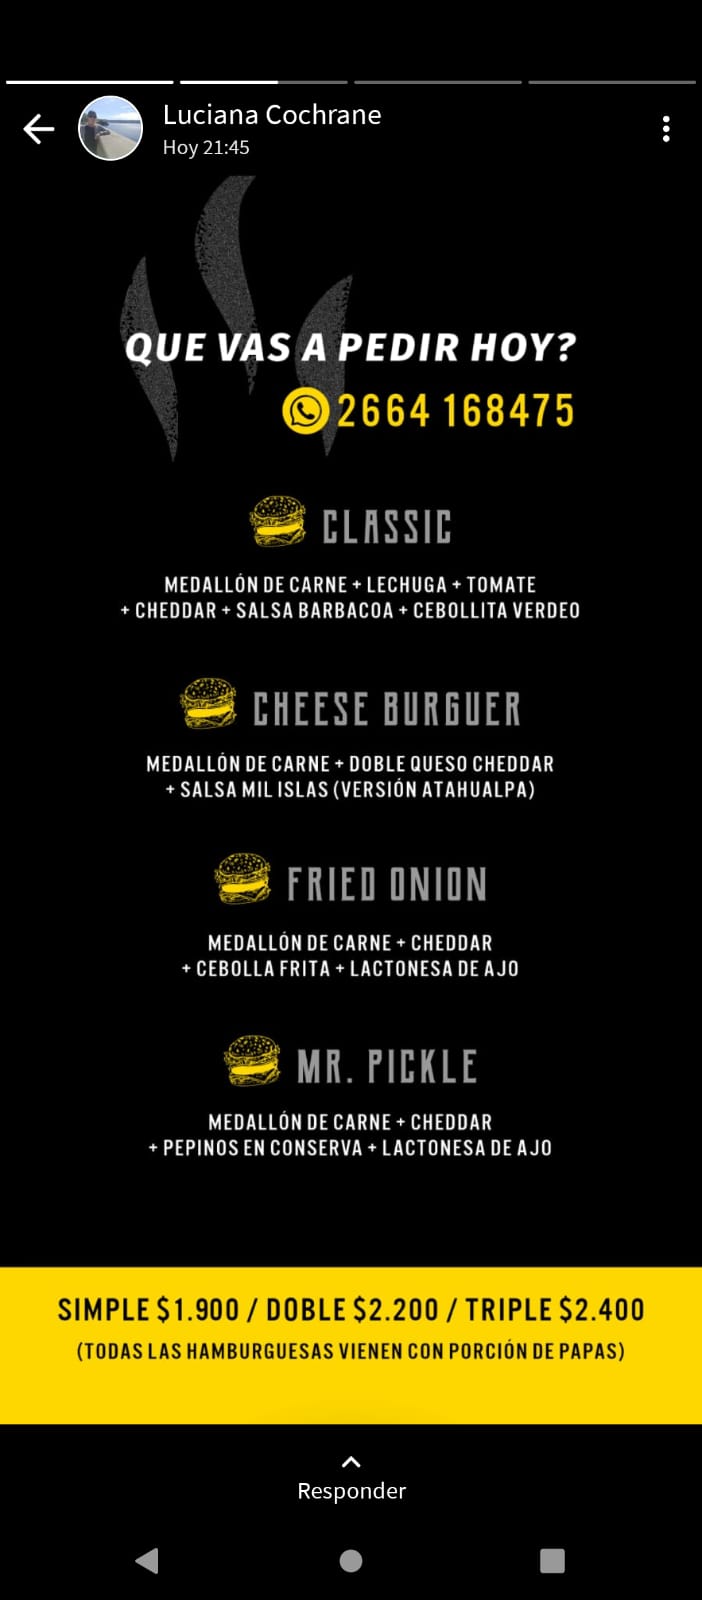 Luciana Cochrane
Hoy 21:45
QUE VAS A PEDIR HOY?
2664 168475
CLASSIC
MEDALLÓN DE CARNE + LECHUGA + TOMATE
+ CHEDDAR + SALSA BARBACOA + CEBOLLITA VERDEO
CHEESE BURGUER
MEDALLÓN DE CARNE + DOBLE QUESO CHEDDAR
+ SALSA MIL ISLAS (VERSIÓN ATAHUALPA)
FRIED ONION
MEDALLÓN DE CARNE + CHEDDAR
+ CEBOLLA FRITA + LACTONESA DE AJO
MR. PICKLE
MEDALLÓN DE CARNE + CHEDDAR
+ PEPINOS EN CONSERVA + LACTONESA DE AJO
SIMPLE $1.900 / DOBLE $2.200 / TRIPLE $2.400
(TODAS LAS HAMBURGUESAS VIENEN CON PORCIÓN DE PAPAS)
Responder